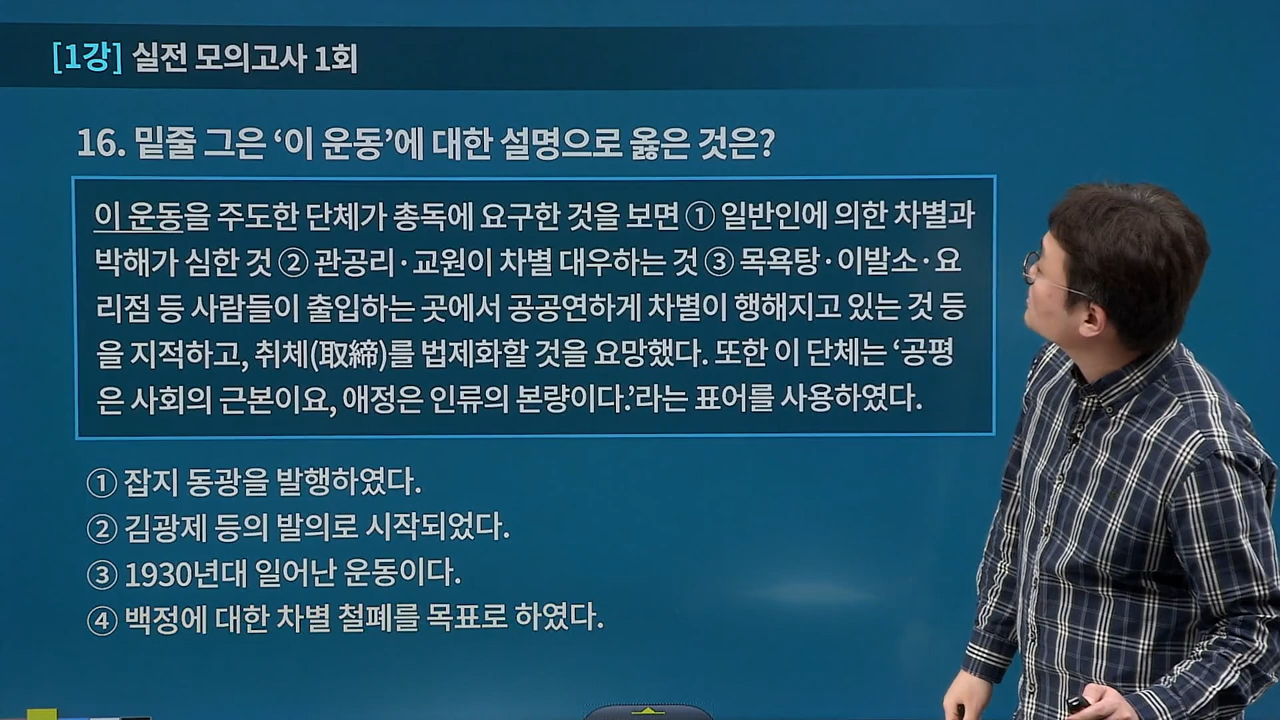 [1강] 실전 모의고사 1회
16. 밑줄 그은 ‘이 운동’에 대한 설명으로 옳은 것은?
이 운동을 주도한 단체가 총독에 요구한 것을 보면 ① 일반인에 의한 차별과
박해가 심한 것 ② 관공리·교원이 차별 대우하는 것 ③ 목욕탕·이발소·요
리점 등 사람들이 출입하는 곳에서 공공연하게 차별이 행해지고 있는 것 등
을 지적하고, 취체(取締)를 법제화할 것을 요망했다. 또한 이 단체는 ‘공평
은 사회의 근본이요, 애정은 인류의 본량이다.’라는 표어를 사용하였다.
① 잡지 동광을 발행하였다.
② 김광제 등의 발의로 시작되었다.
③ 1930년대 일어난 운동이다.
④ 백정에 대한 차별 철폐를 목표로 하였다.